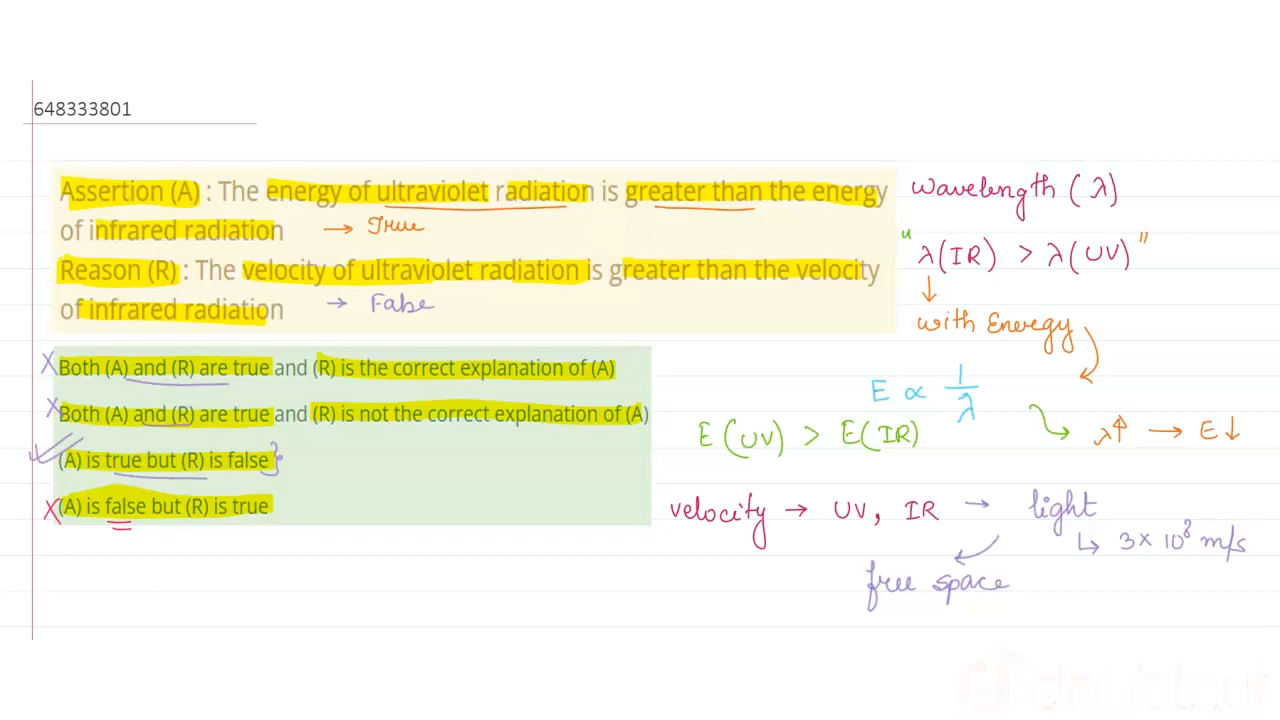 648333801
Assertion (A) : The energy of ultraviolet radiation is greater than the energy
of infrared radiation → True
Reason (R) : The velocity of ultraviolet radiation is greater than the velocity
of infrared radiation → False
X Both (A) and (R) are true and (R) is the correct explanation of (A)
X Both (A) and (R) are true and (R) is not the correct explanation of (A)
(A) is true but (R) is false }
X (A) is false but (R) is true
Wavelength (λ)
" λ(IR) > λ(UV) "
↓
with Energy
E ∝ 1/λ
E (UV) > E(IR)
λ↑ → E↓
velocity → UV, IR → light
↳ 3×10⁸ m/s
free space
doubtnut